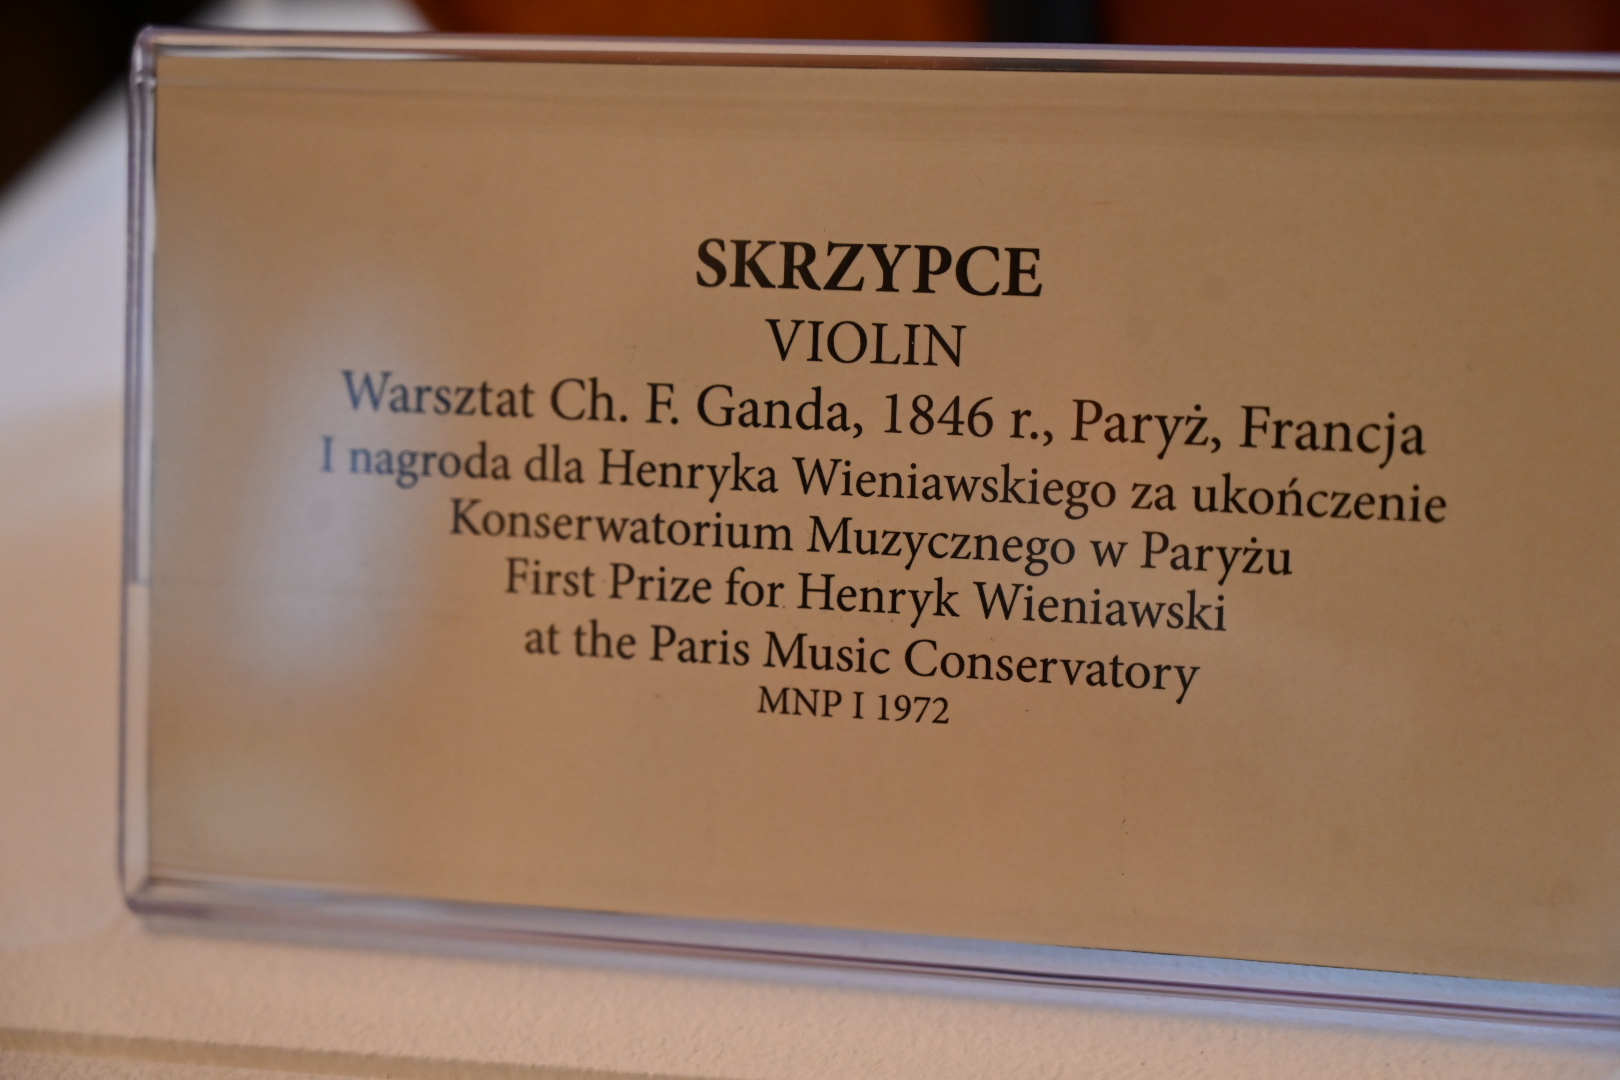 SKRZYPCE
VIOLIN
Warsztat Ch. F. Ganda, 1846 r., Paryż, Francja
I nagroda dla Henryka Wieniawskiego za ukończenie
Konserwatorium Muzycznego w Paryżu
First Prize for Henryk Wieniawski
at the Paris Music Conservatory
MNP I 1972